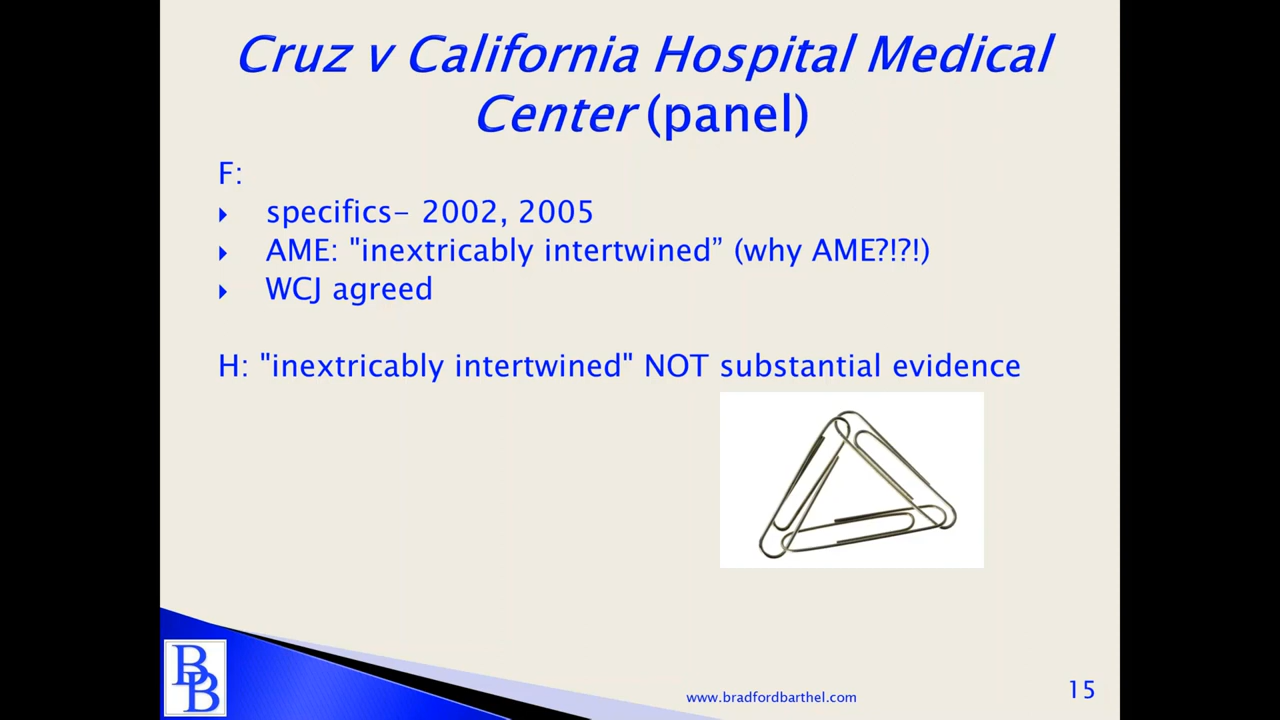 Cruz v California Hospital Medical
Center (panel)
F:
specifics- 2002, 2005
AME: "inextricably intertwined” (why AME?!?!)
WCJ agreed
H: "inextricably intertwined" NOT substantial evidence
BB
www.bradfordbarthel.com
15